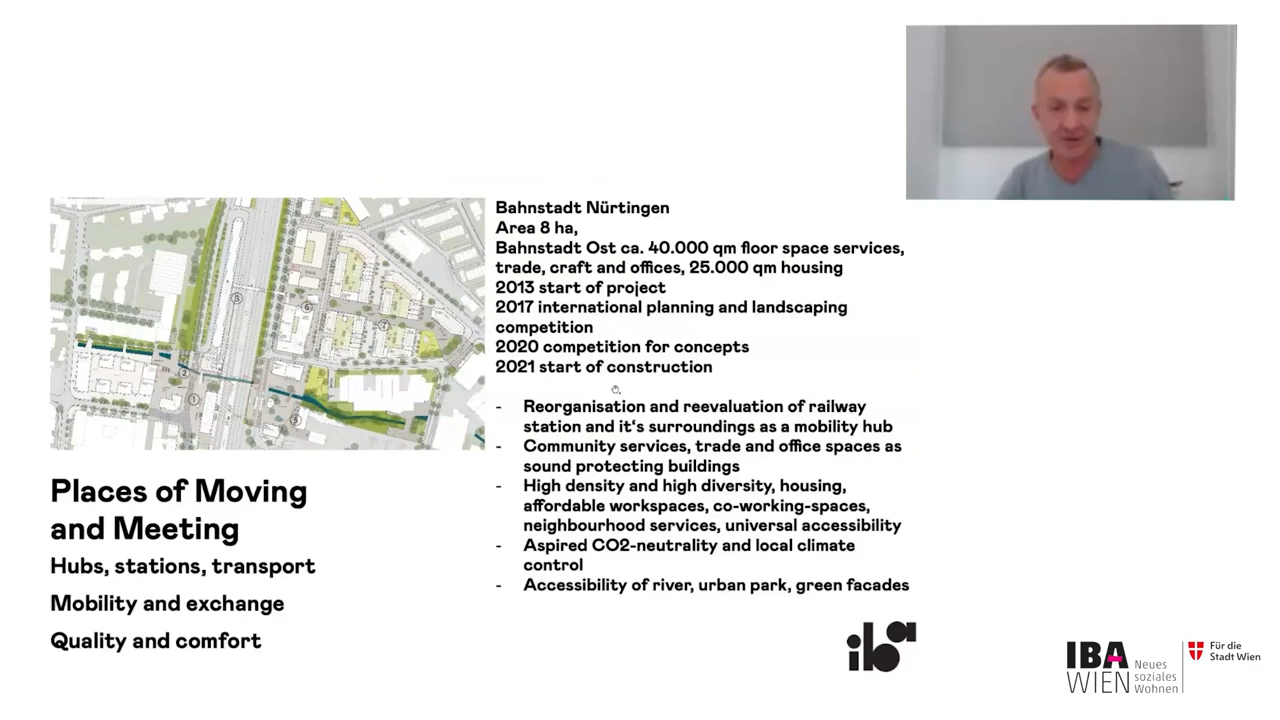 Bahnstadt Nürtingen
Area 8 ha,
Bahnstadt Ost ca. 40.000 qm floor space services,
trade, craft and offices, 25.000 qm housing
2013 start of project
2017 international planning and landscaping
competition
2020 competition for concepts
2021 start of construction
- Reorganisation and reevaluation of railway
station and it‘s surroundings as a mobility hub
- Community services, trade and office spaces as
sound protecting buildings
- High density and high diversity, housing,
affordable workspaces, co-working-spaces,
neighbourhood services, universal accessibility
- Aspired CO2-neutrality and local climate
control
- Accessibility of river, urban park, green facades
3
6
7
2
1
5
Places of Moving
and Meeting
Hubs, stations, transport
Mobility and exchange
Quality and comfort
iba
IBA
WIEN
Neues
soziales
Wohnen
Für die
Stadt Wien